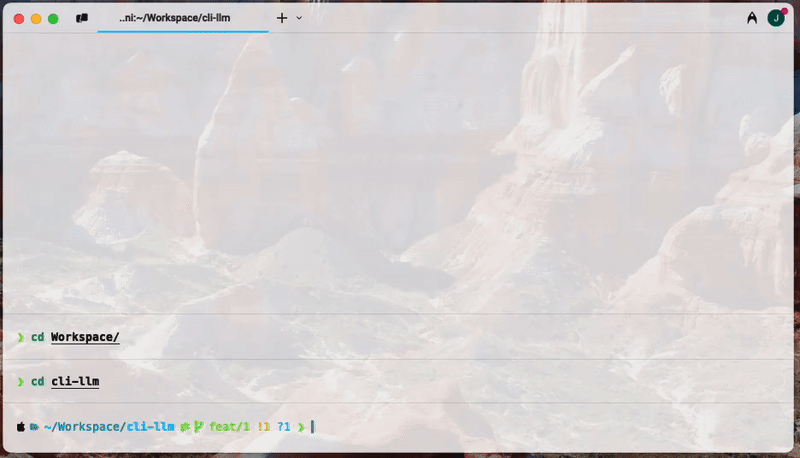 ..ni:~/Workspace/cli-llm
J
❯ cd Workspace/
❯ cd cli-llm
~/Workspace/cli-llm feat/1 !1 ?1 ❯